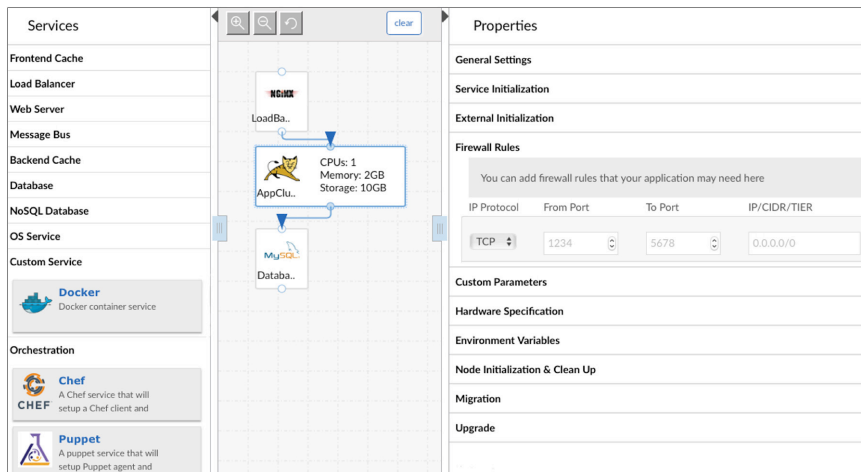 Services
Frontend Cache
Load Balancer
Web Server
Message Bus
Backend Cache
Database
NoSQL Database
OS Service
Custom Service
Docker
Docker container service
Orchestration
CHEF
Chef
A Chef service that will
setup a Chef client and
Puppet
A puppet service that will
setup Puppet agent and
clear
NGiNX
LoadBa..
AppClu..
CPUs: 1
Memory: 2GB
Storage: 10GB
MySQL
Databa..
Properties
General Settings
Service Initialization
External Initialization
Firewall Rules
You can add firewall rules that your application may need here
IP Protocol From Port To Port IP/CIDR/TIER
TCP 1234 5678 0.0.0.0/0
Custom Parameters
Hardware Specification
Environment Variables
Node Initialization & Clean Up
Migration
Upgrade